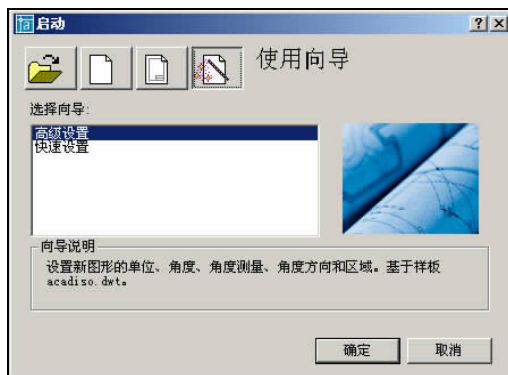 启动
使用向导
选择向导:
高级设置
快速设置
向导说明
设置新图形的单位、角度、角度测量、角度方向和区域。基于样板
acadiso.dwt。
确定
取消